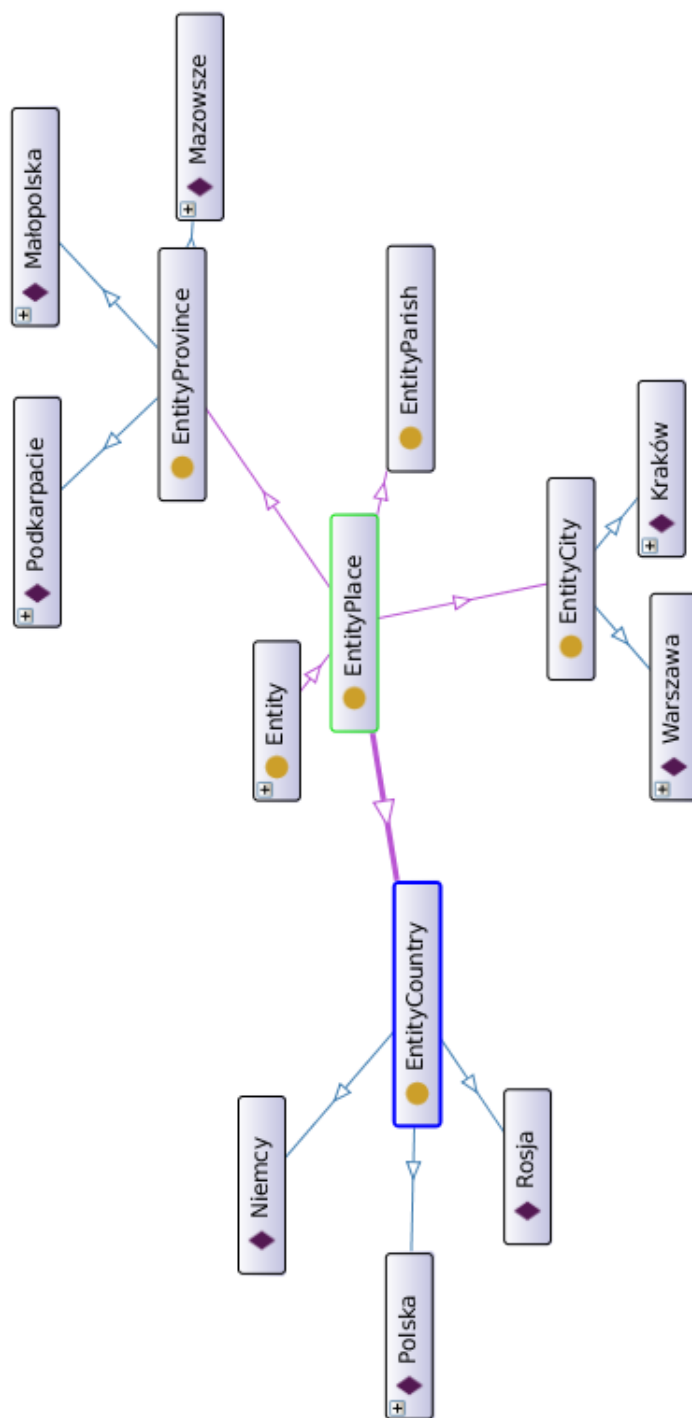 Małopolska
Mazowsze
Podkarpacie
EntityProvince
EntityParish
Entity
EntityPlace
EntityCity
Kraków
Warszawa
EntityCountry
Niemcy
Polska
Rosja